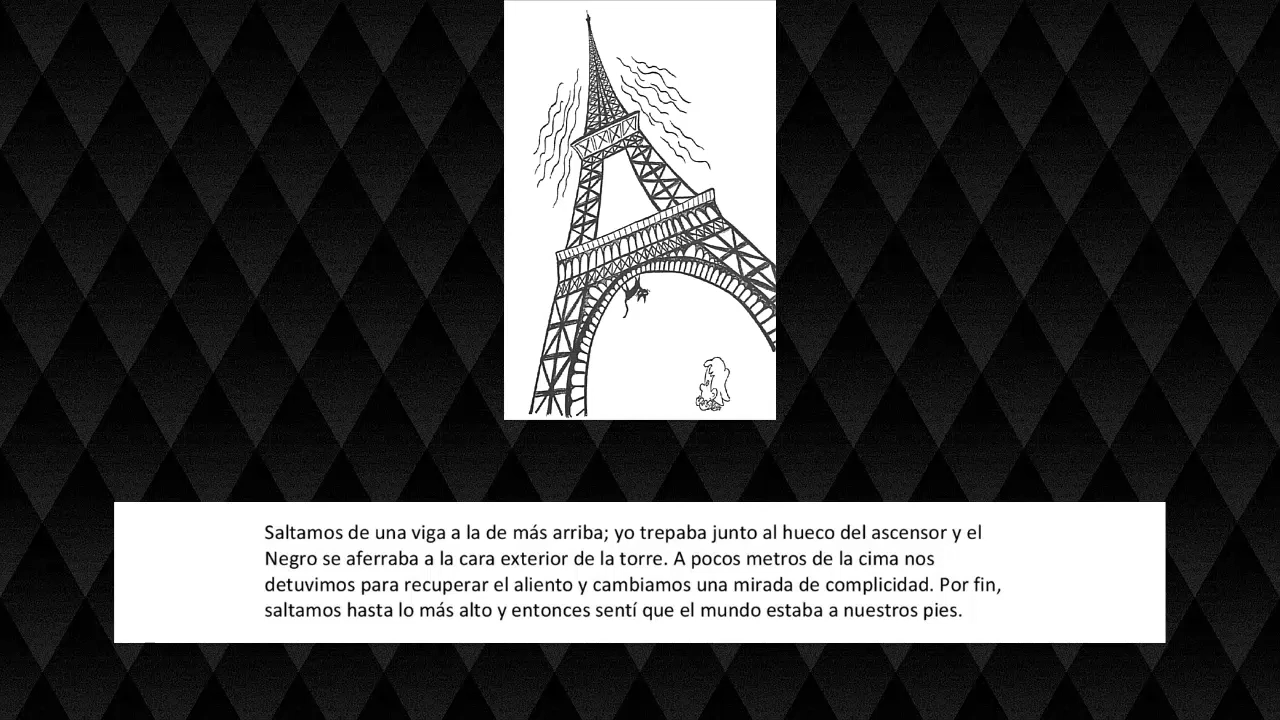 Saltamos de una viga a la de más arriba; yo trepaba junto al hueco del ascensor y el
Negro se aferraba a la cara exterior de la torre. A pocos metros de la cima nos
detuvimos para recuperar el aliento y cambiamos una mirada de complicidad. Por fin,
saltamos hasta lo más alto y entonces sentí que el mundo estaba a nuestros pies.